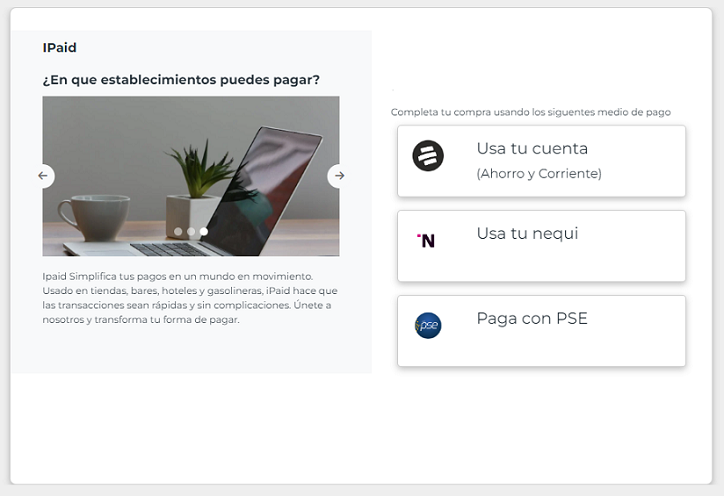 IPaid
¿En que establecimientos puedes pagar?
Ipaid Simplifica tus pagos en un mundo en movimiento.
Usado en tiendas, bares, hoteles y gasolineras, iPaid hace que
las transacciones sean rápidas y sin complicaciones. Únete a
nosotros y transforma tu forma de pagar.
Completa tu compra usando los siguentes medio de pago
Usa tu cuenta
(Ahorro y Corriente)
N
Usa tu nequi
pse
Paga con PSE